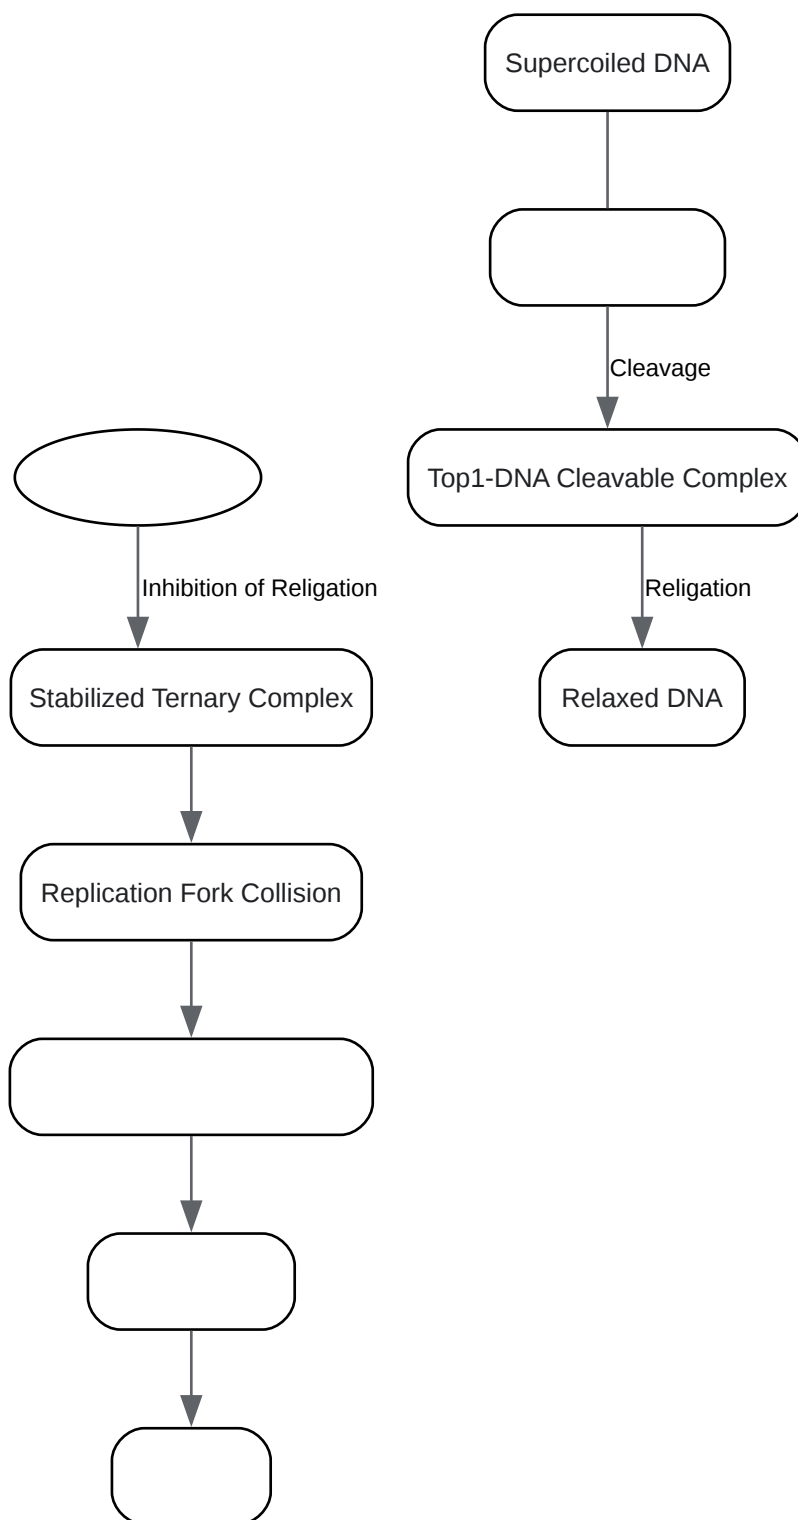 Supercoiled DNA
Cleavage
Top1-DNA Cleavable Complex
Inhibition of Religation
Religation
Stabilized Ternary Complex
Relaxed DNA
Replication Fork Collision